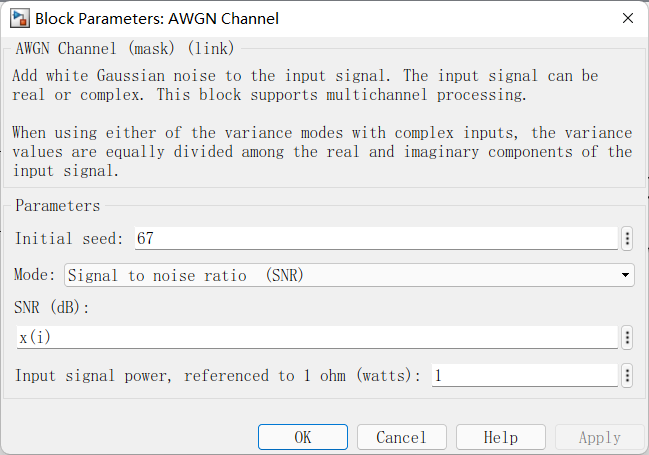 Block Parameters: AWGN Channel
AWGN Channel (mask) (link)
Add white Gaussian noise to the input signal. The input signal can be
real or complex. This block supports multichannel processing.
When using either of the variance modes with complex inputs, the variance
values are equally divided among the real and imaginary components of the
input signal.
Parameters
Initial seed: 67
Mode: Signal to noise ratio  (SNR)
SNR (dB):
x(i)
Input signal power, referenced to 1 ohm (watts): 1
OK Cancel Help Apply